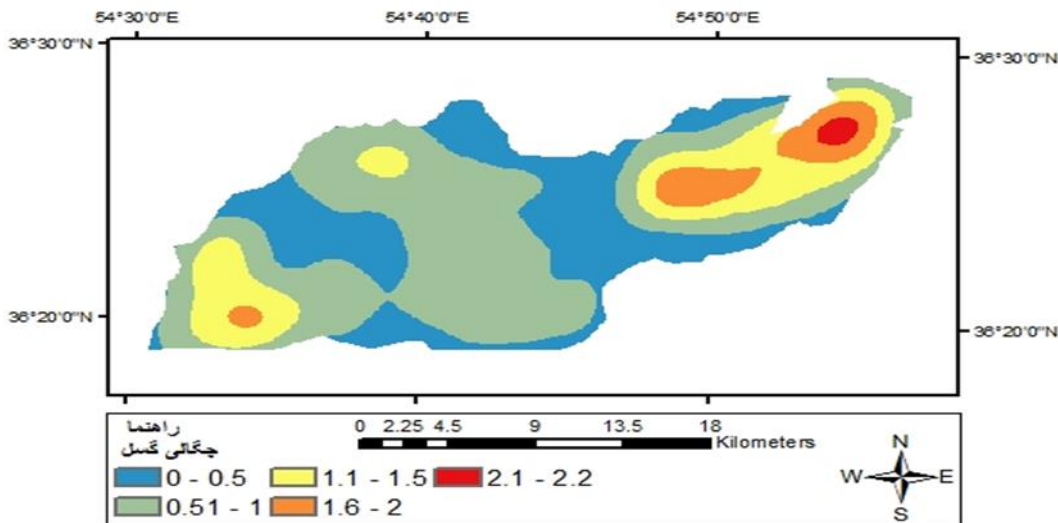 54°30'0"E 54°40'0"E 54°50'0"E
36°30'0"N 36°30'0"N
36°20'0"N 36°20'0"N
راهنما
چگالی گسل
0 2.25 4.5 9 13.5 18
Kilometers
0 - 0.5 1.1 - 1.5 2.1 - 2.2
0.51 - 1 1.6 - 2
N
W E
S